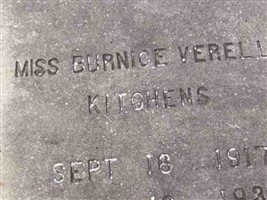 MISS BURNICE VERELL
KITCHENS
SEPT 18 1917